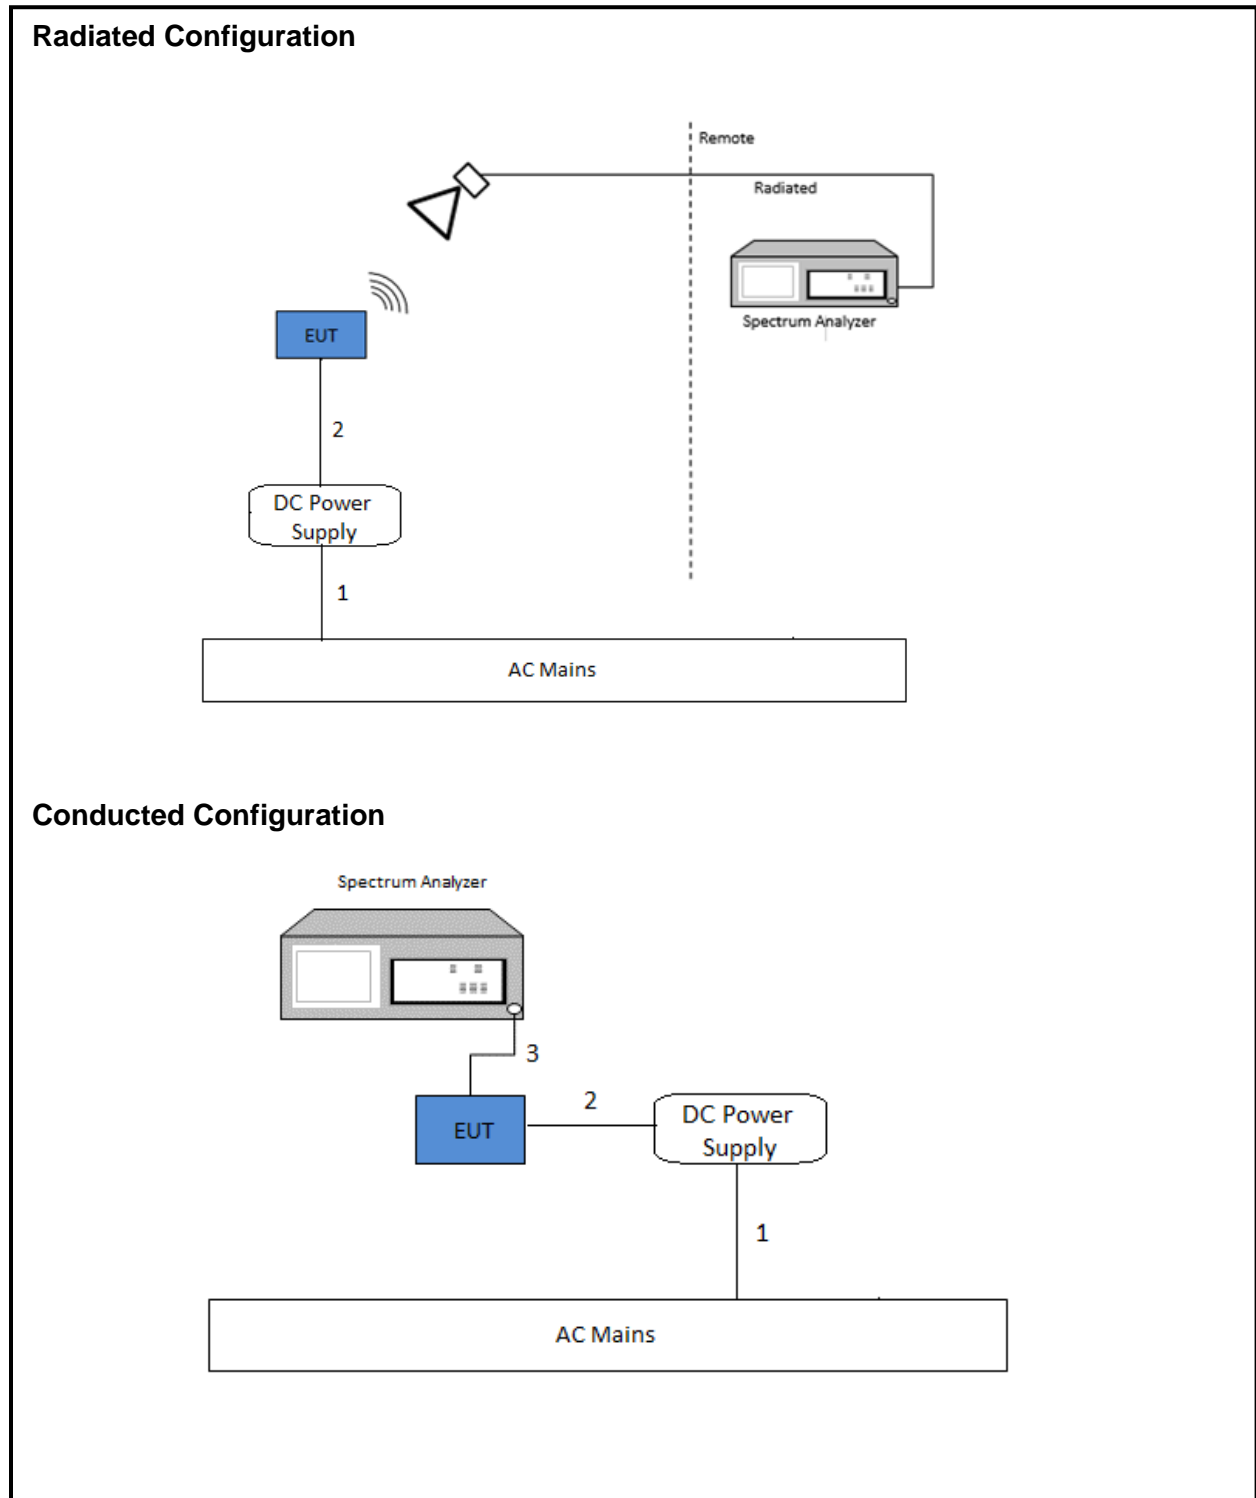 Radiated Configuration
Remote
Radiated
Spectrum Analyzer
EUT
2
DC Power
Supply
1
AC Mains
Conducted Configuration
Spectrum Analyzer
3
EUT
2
DC Power
Supply
1
AC Mains